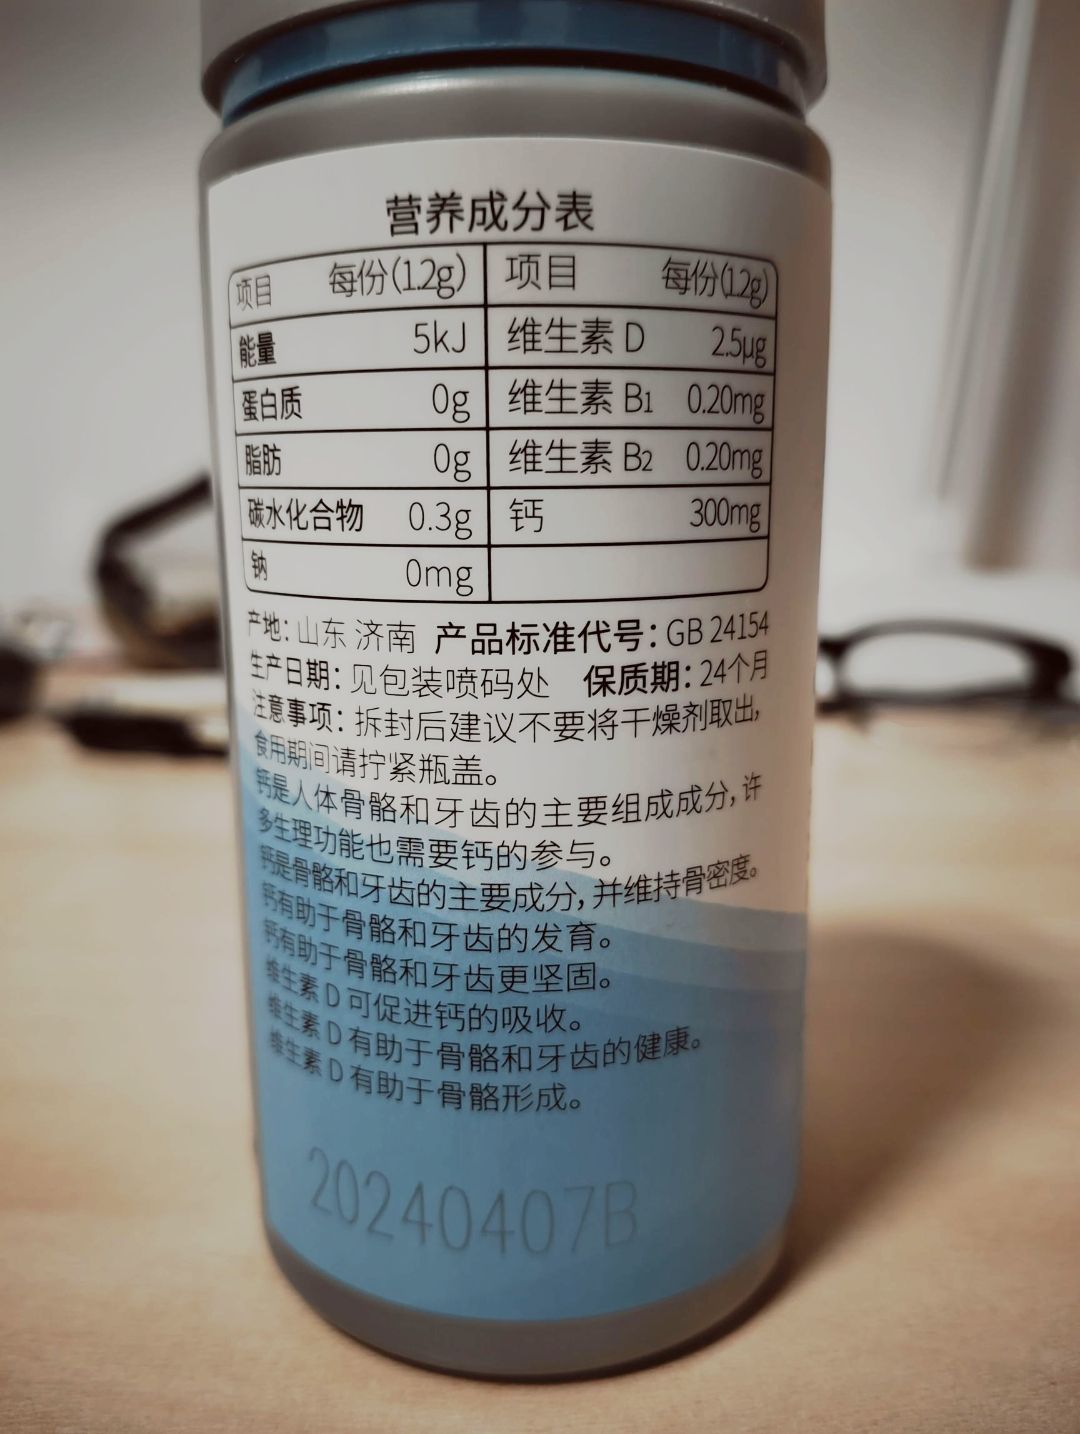 营养成分表
项目 每份(1.2g) 项目 每份(1.2g)
能量 5kJ 维生素 D 2.5μg
蛋白质 0g 维生素 B1 0.20mg
脂肪 0g 维生素 B2 0.20mg
碳水化合物 0.3g 钙 300mg
钠 0mg
产地: 山东 济南 产品标准代号: GB 24154
生产日期: 见包装喷码处 保质期: 24个月
注意事项: 拆封后建议不要将干燥剂取出,
食用期间请拧紧瓶盖。
钙是人体骨骼和牙齿的主要组成成分, 许
多生理功能也需要钙的参与。
钙是骨骼和牙齿的主要成分, 并维持骨密度。
钙有助于骨骼和牙齿的发育。
钙有助于骨骼和牙齿更坚固。
维生素 D 可促进钙的吸收。
维生素 D 有助于骨骼和牙齿的健康。
维生素 D 有助于骨骼形成。
20240407B